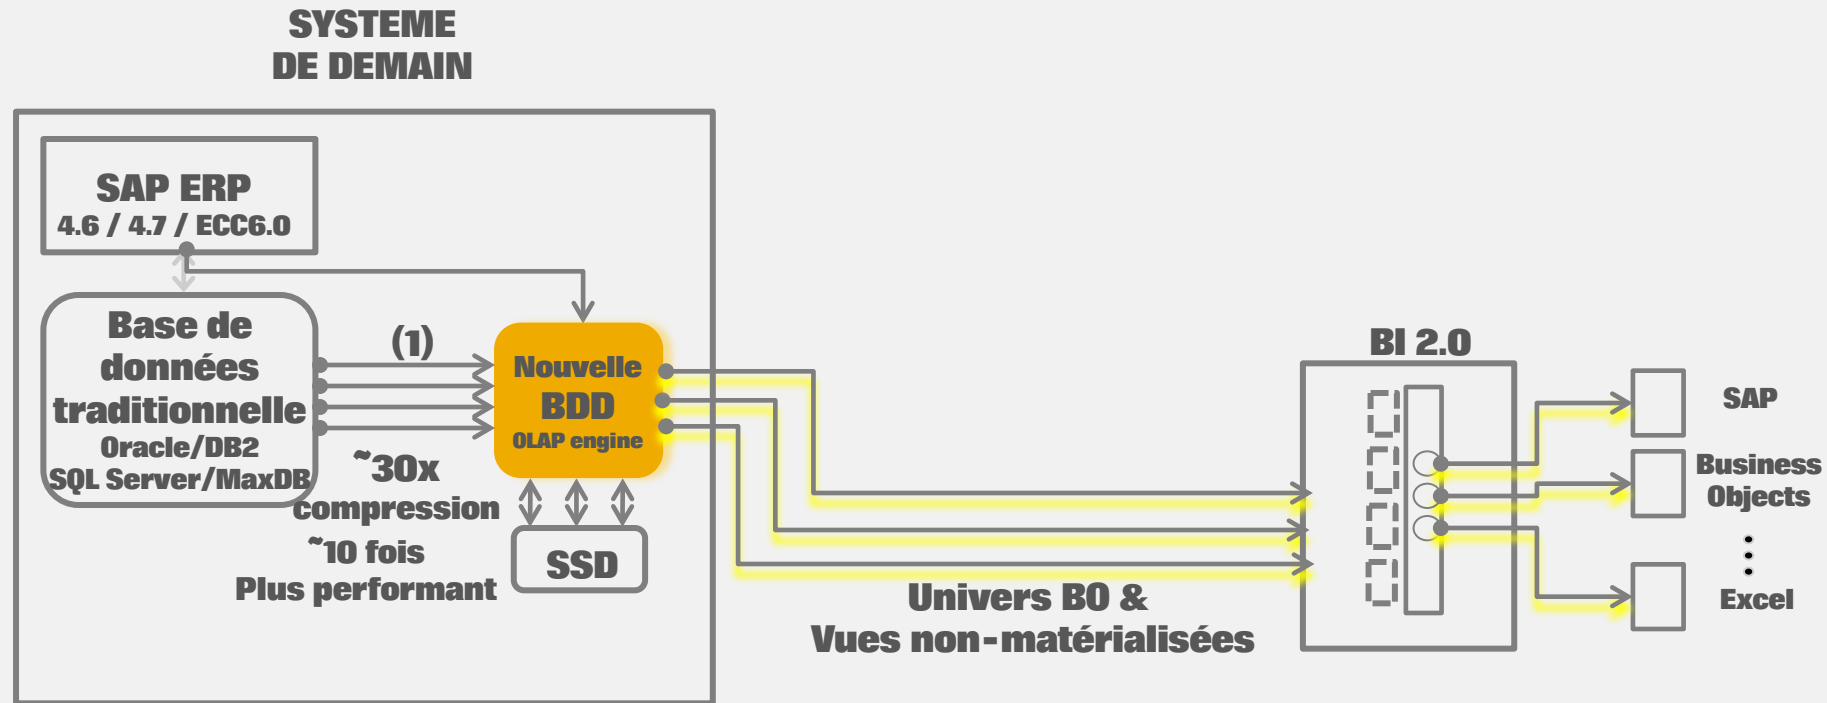 SYSTEME
DE DEMAIN
SAP ERP
4.6 / 4.7 / ECC6.0
Base de
données
traditionnelle
Oracle/DB2
SQL Server/MaxDB
(1)
~30x
compression
~10 fois
Plus performant
Nouvelle
BDD
OLAP engine
SSD
Univers BO &
Vues non-matérialisées
BI 2.0
SAP
Business
Objects
Excel